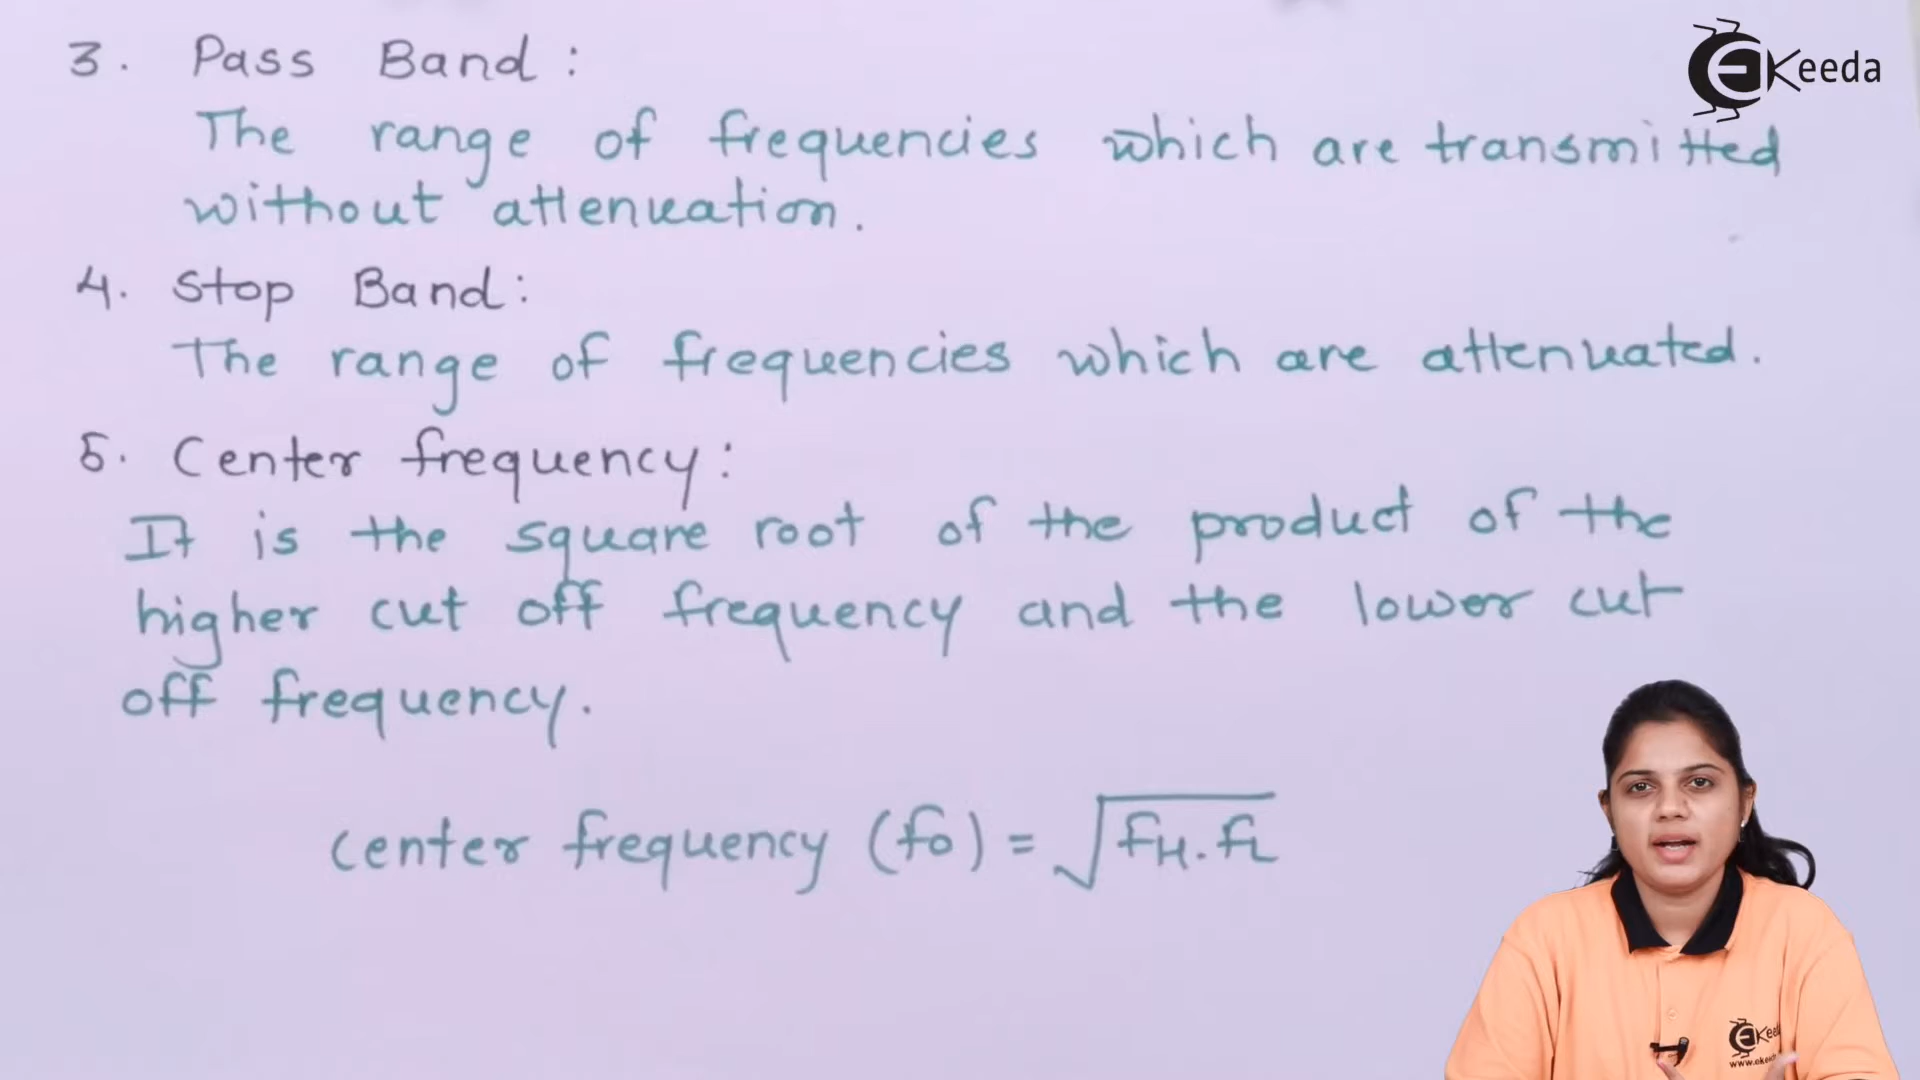 EKeeda
3. Pass Band :
The range of frequencies which are transmitted
without attenuation.
4. Stop Band :
The range of frequencies which are attenuated.
5. Center frequency :
It is the square root of the product of the
higher cut off frequency and the lower cut
off frequency.
center frequency (fo) = √fH.fL